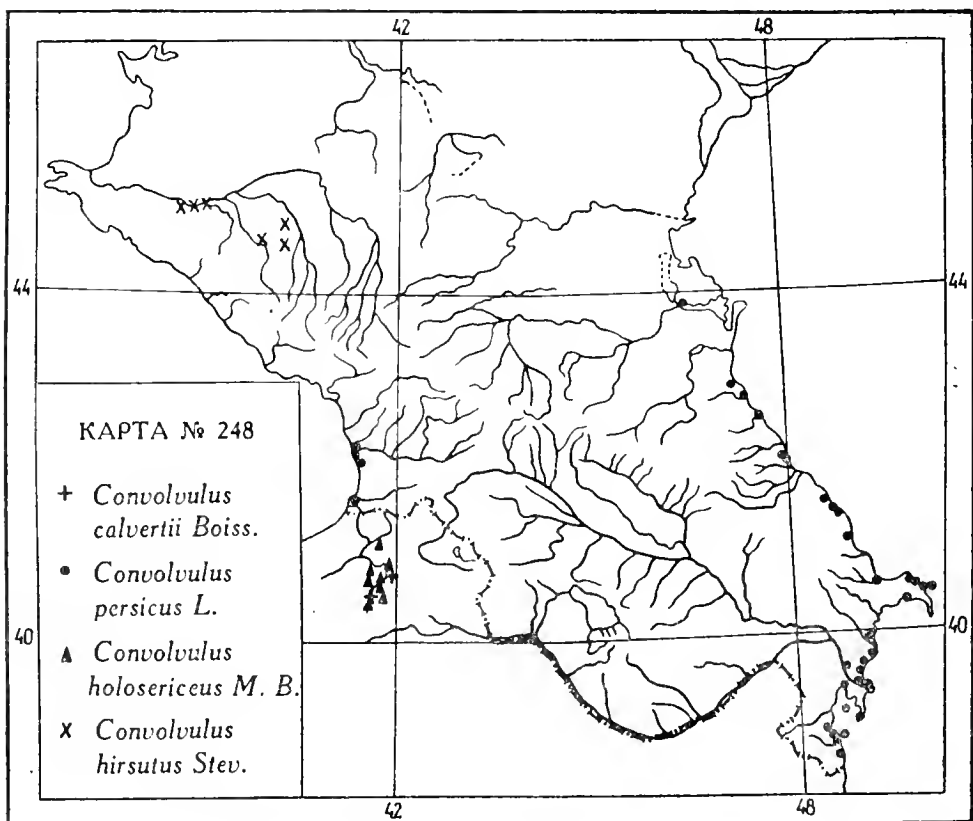 42 48
44 44
КАРТА № 248
+ Convolvulus
calvertii Boiss.
• Convolvulus
persicus L.
▲ Convolvulus
holosericeus M. B.
x Convolvulus
hirsutus Stev.
40 40
42 48